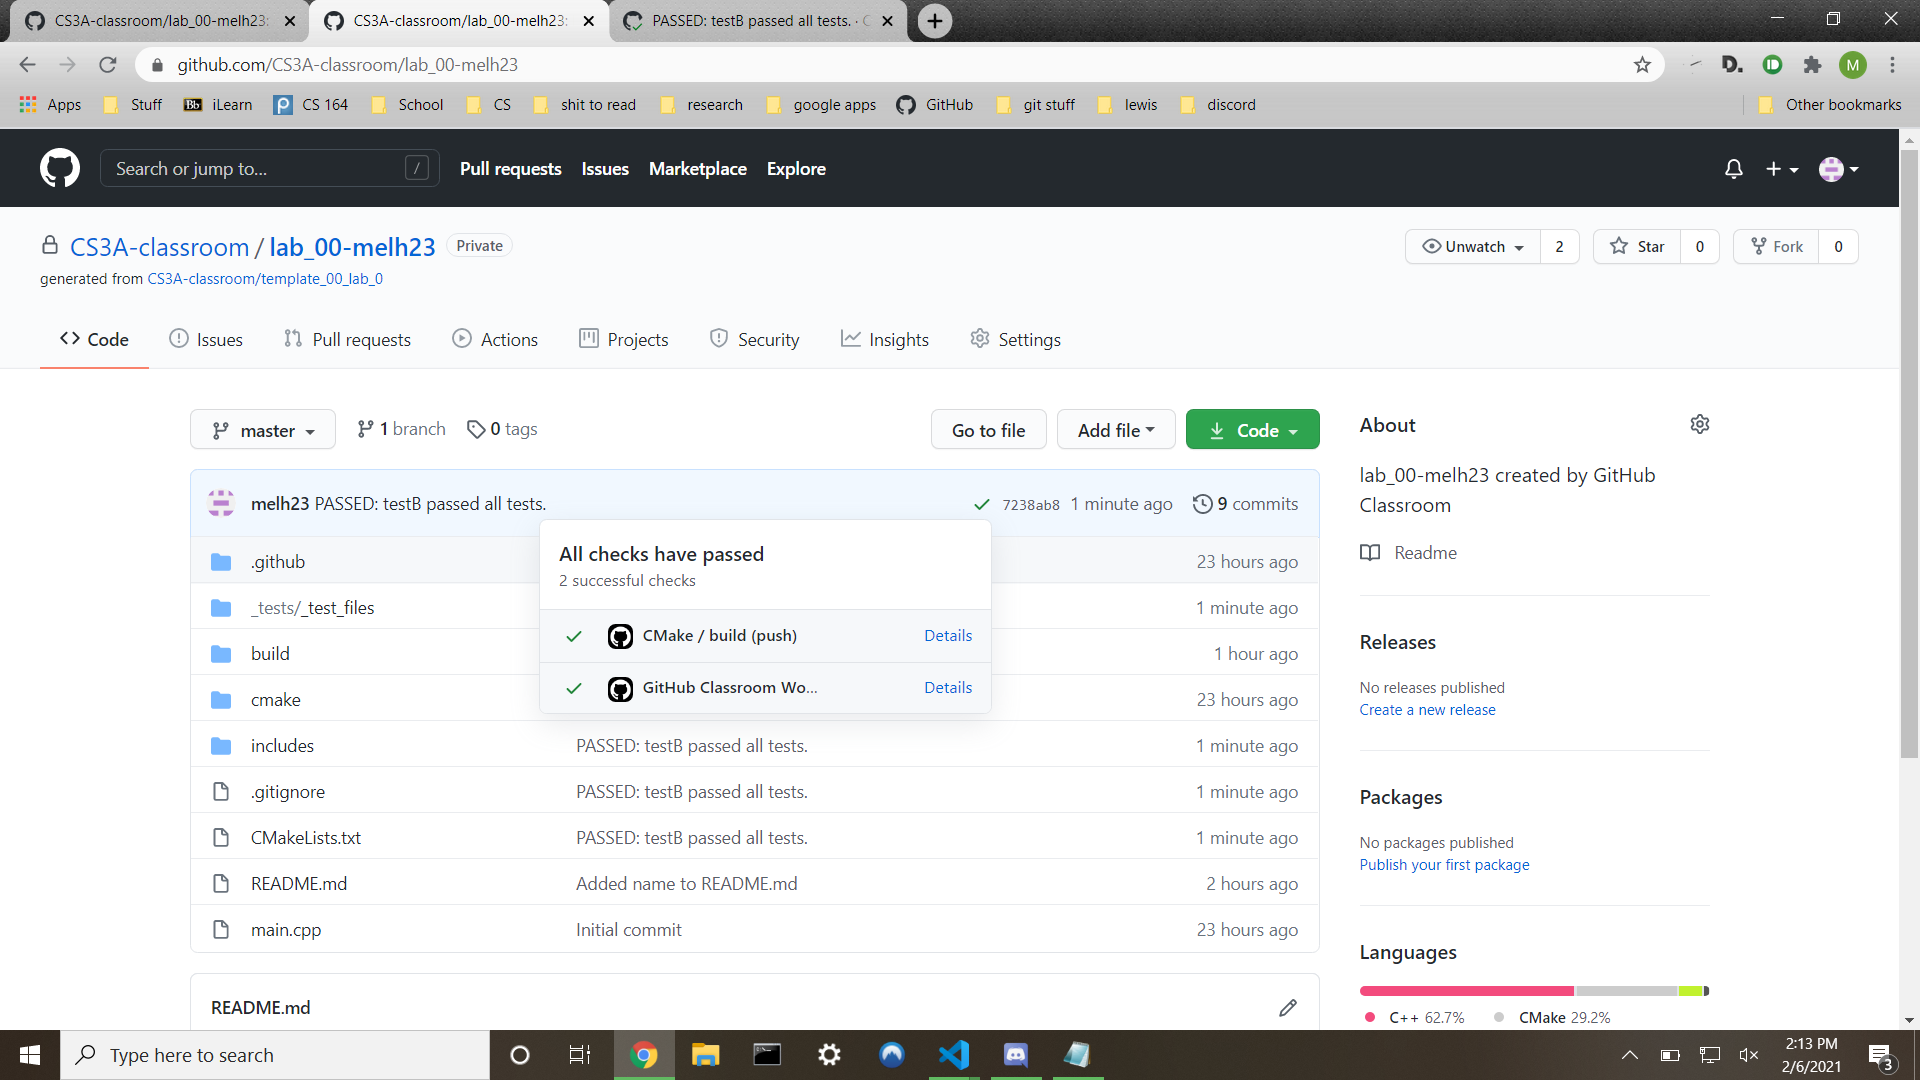 CS3A-classroom/lab_00-melh23:
CS3A-classroom/lab_00-melh23:
PASSED: testB passed all tests. · C
github.com/CS3A-classroom/lab_00-melh23
D.
M
Apps
Stuff
Bb iLearn
CS 164
School
CS
shit to read
research
google apps
GitHub
git stuff
lewis
discord
Other bookmarks
Search or jump to...
/
Pull requests
Issues
Marketplace
Explore
CS3A-classroom / lab_00-melh23
Private
generated from CS3A-classroom/template_00_lab_0
Unwatch 2
Star 0
Fork 0
Code
Issues
Pull requests
Actions
Projects
Security
Insights
Settings
master
1 branch
0 tags
Go to file
Add file
Code
melh23 PASSED: testB passed all tests.
7238ab8 1 minute ago
9 commits
All checks have passed
2 successful checks
CMake / build (push) Details
GitHub Classroom Wo... Details
.github 23 hours ago
_tests/_test_files 1 minute ago
build 1 hour ago
cmake 23 hours ago
includes PASSED: testB passed all tests. 1 minute ago
.gitignore PASSED: testB passed all tests. 1 minute ago
CMakeLists.txt PASSED: testB passed all tests. 1 minute ago
README.md Added name to README.md 2 hours ago
main.cpp Initial commit 23 hours ago
README.md
About
lab_00-melh23 created by GitHub
Classroom
Readme
Releases
No releases published
Create a new release
Packages
No packages published
Publish your first package
Languages
C++ 62.7%
CMake 29.2%
Type here to search
2:13 PM
2/6/2021
3